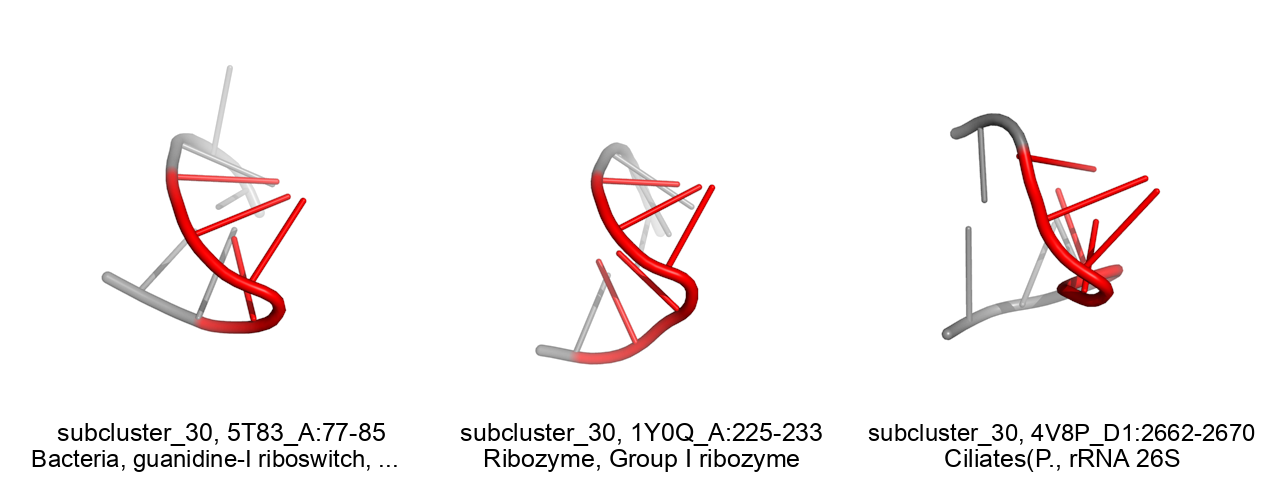 subcluster_30, 5T83_A:77-85
Bacteria, guanidine-I riboswitch, ...
subcluster_30, 1Y0Q_A:225-233
Ribozyme, Group I ribozyme
subcluster_30, 4V8P_D1:2662-2670
Ciliates(P., rRNA 26S